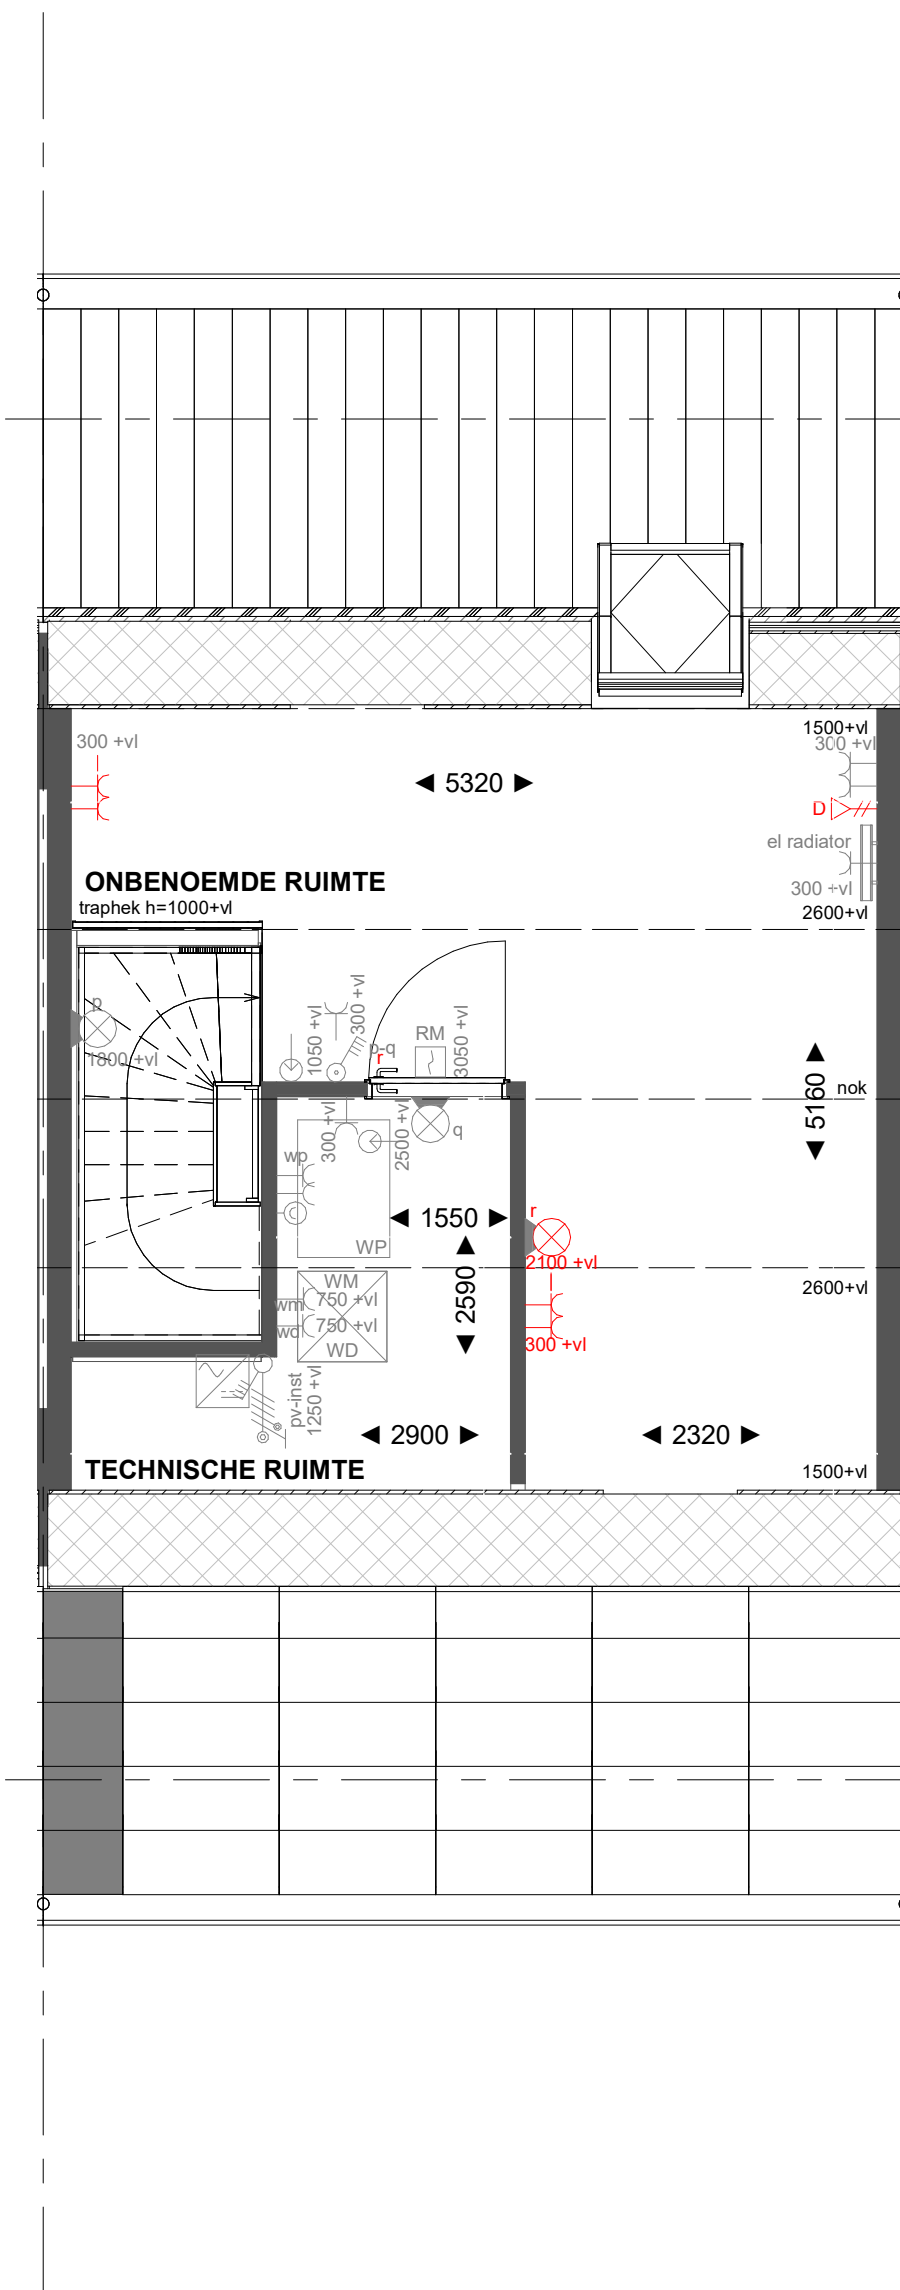 1500+vl
300 +vl
300 +vl
5320
D
el radiator
300 +vl
ONBENOEMDE RUIMTE
traphek h=1000+vl
2600+vl
p
1800 +vl
1050 +vl
300 +vl
p-q
r
RM
3050 +vl
5160
nok
300 +vl
2500 +vl
q
wp
1550
r
WP
2590
2100 +vl
WM
wm
750 +vl
2600+vl
wd
750 +vl
WD
300 +vl
pv-inst
1250 +vl
2900
2320
TECHNISCHE RUIMTE
1500+vl